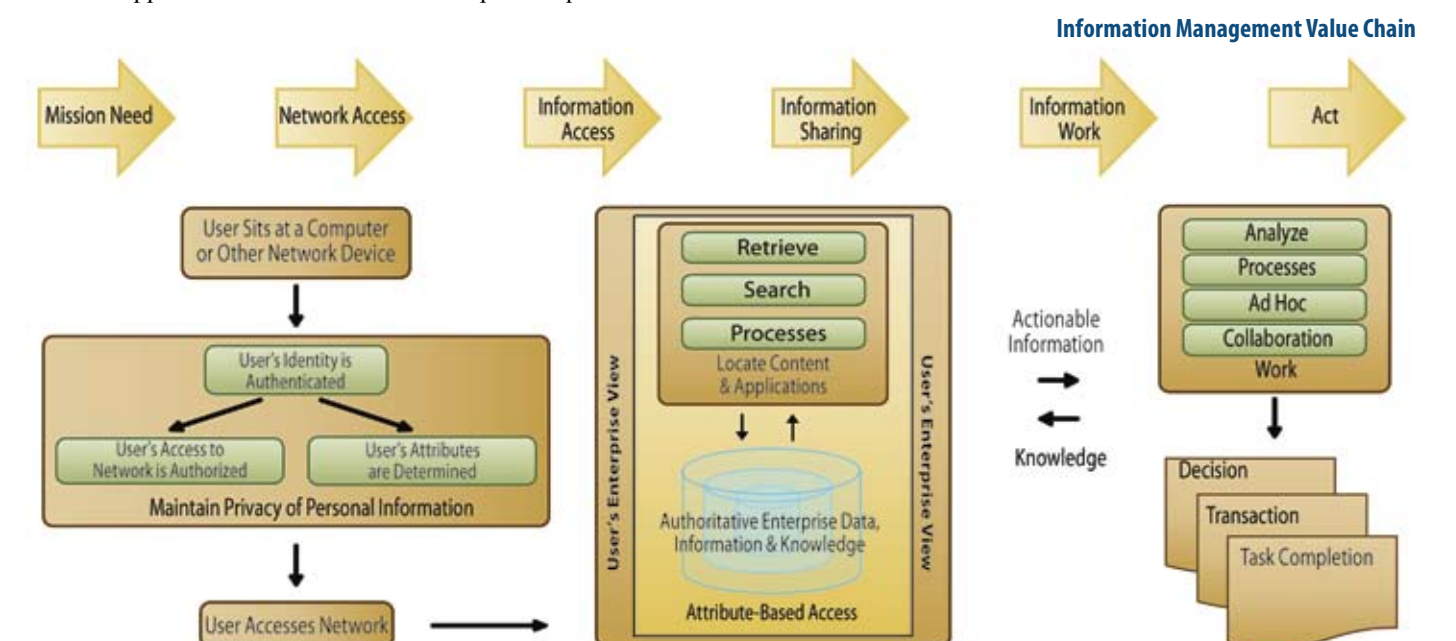 Information Management Value Chain
Mission Need
Network Access
Information
Access
Information
Sharing
Information
Work
Act
User Sits at a Computer
or Other Network Device
User's Identity is
Authenticated
User's Access to
Network is Authorized
User's Attributes
are Determined
Maintain Privacy of Personal Information
User Accesses Network
User's Enterprise View
Retrieve
Search
Processes
Locate Content
& Applications
Authoritative Enterprise Data,
Information & Knowledge
Attribute-Based Access
User's Enterprise View
Actionable
Information
Knowledge
Analyze
Processes
Ad Hoc
Collaboration
Work
Decision
Transaction
Task Completion